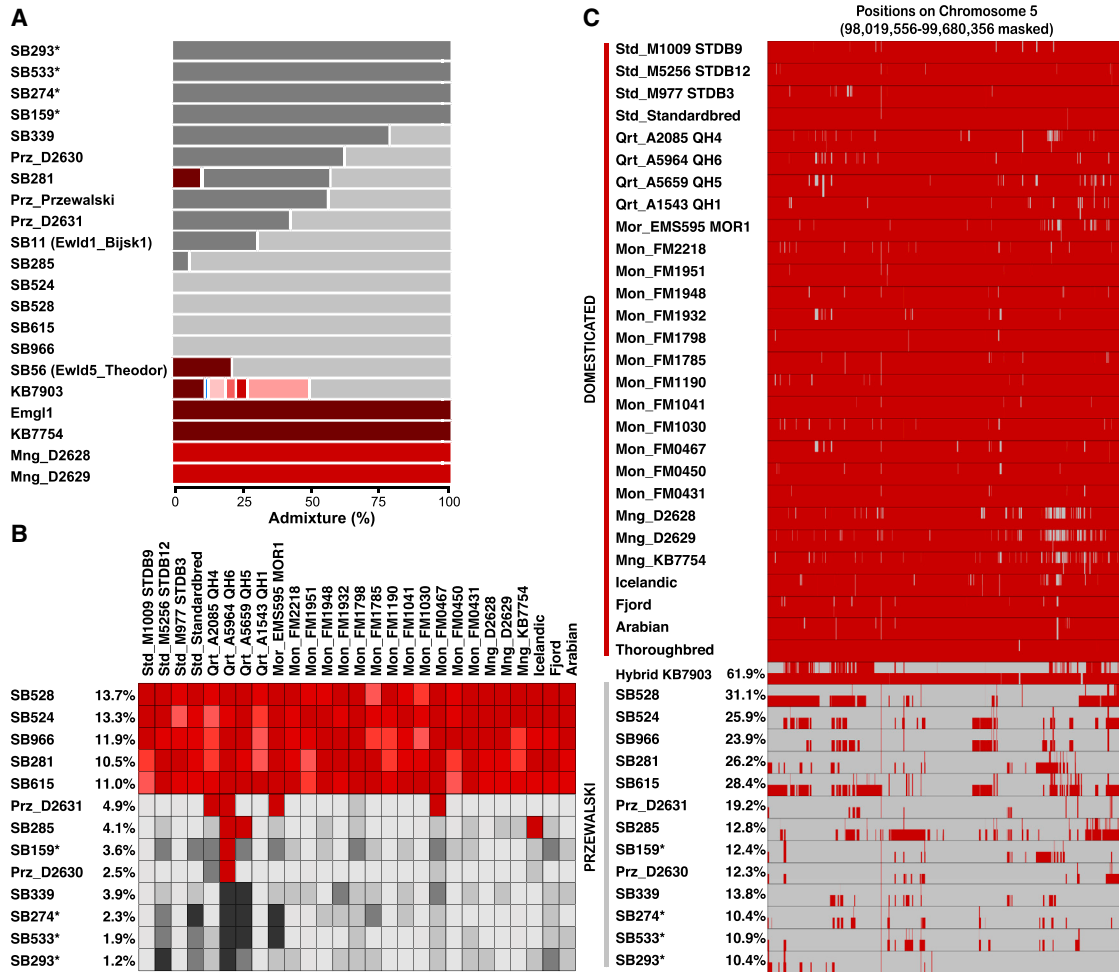 A
SB293*
SB533*
SB274*
SB159*
SB339
Prz_D2630
SB281
Prz_Przewalski
Prz_D2631
SB11 (Ewld1_Bijsk1)
SB285
SB524
SB528
SB615
SB966
SB56 (Ewld5_Theodor)
KB7903
Emgl1
KB7754
Mng_D2628
Mng_D2629
0 25 50 75 100
Admixture (%)
B
Std_M1009 STDB9
Std_M5256 STDB12
Std_M977 STDB3
Std_Standardbred
Qrt_A2085 QH4
Qrt_A5964 QH6
Qrt_A5659 QH5
Qrt_A1543 QH1
Mor_EMS595 MOR1
Mon_FM2218
Mon_FM1951
Mon_FM1948
Mon_FM1932
Mon_FM1798
Mon_FM1785
Mon_FM1190
Mon_FM1041
Mon_FM1030
Mon_FM0467
Mon_FM0450
Mon_FM0431
Mng_D2628
Mng_D2629
Mng_KB7754
Icelandic
Fjord
Arabian
SB528 13.7%
SB524 13.3%
SB966 11.9%
SB281 10.5%
SB615 11.0%
Prz_D2631 4.9%
SB285 4.1%
SB159* 3.6%
Prz_D2630 2.5%
SB339 3.9%
SB274* 2.3%
SB533* 1.9%
SB293* 1.2%
C
Positions on Chromosome 5
(98,019,556-99,680,356 masked)
DOMESTICATED
Std_M1009 STDB9
Std_M5256 STDB12
Std_M977 STDB3
Std_Standardbred
Qrt_A2085 QH4
Qrt_A5964 QH6
Qrt_A5659 QH5
Qrt_A1543 QH1
Mor_EMS595 MOR1
Mon_FM2218
Mon_FM1951
Mon_FM1948
Mon_FM1932
Mon_FM1798
Mon_FM1785
Mon_FM1190
Mon_FM1041
Mon_FM1030
Mon_FM0467
Mon_FM0450
Mon_FM0431
Mng_D2628
Mng_D2629
Mng_KB7754
Icelandic
Fjord
Arabian
Thoroughbred
PRZEWALSKI
Hybrid KB7903 61.9%
SB528 31.1%
SB524 25.9%
SB966 23.9%
SB281 26.2%
SB615 28.4%
Prz_D2631 19.2%
SB285 12.8%
SB159* 12.4%
Prz_D2630 12.3%
SB339 13.8%
SB274* 10.4%
SB533* 10.9%
SB293* 10.4%